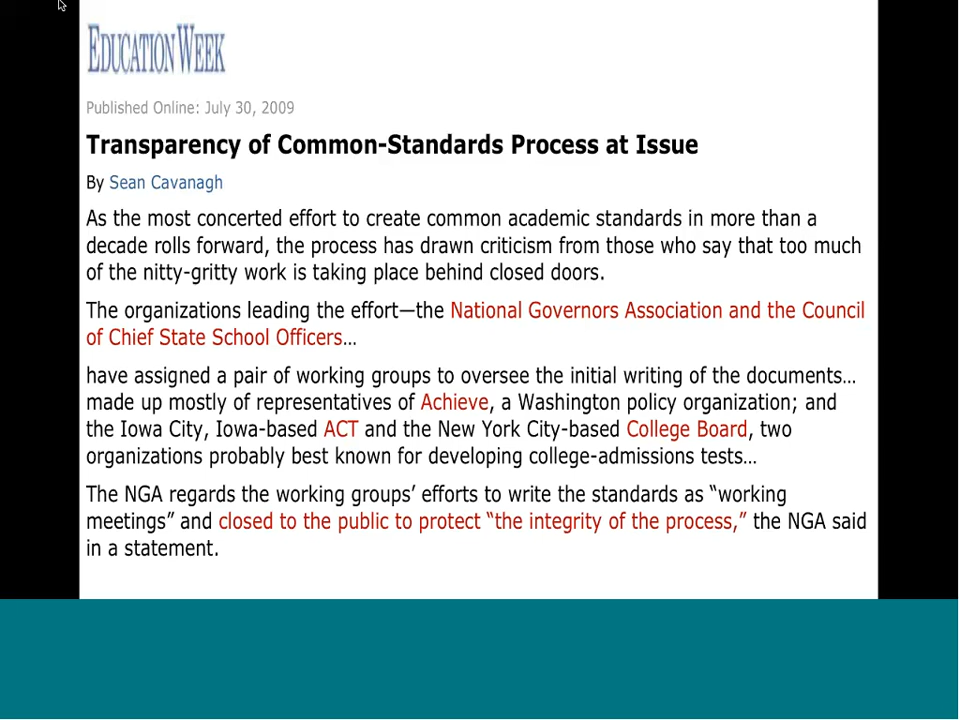 EDUCATION WEEK
Published Online: July 30, 2009
Transparency of Common-Standards Process at Issue
By Sean Cavanagh
As the most concerted effort to create common academic standards in more than a
decade rolls forward, the process has drawn criticism from those who say that too much
of the nitty-gritty work is taking place behind closed doors.
The organizations leading the effort—the National Governors Association and the Council
of Chief State School Officers…
have assigned a pair of working groups to oversee the initial writing of the documents…
made up mostly of representatives of Achieve, a Washington policy organization; and
the Iowa City, Iowa-based ACT and the New York City-based College Board, two
organizations probably best known for developing college-admissions tests…
The NGA regards the working groups’ efforts to write the standards as “working
meetings” and closed to the public to protect “the integrity of the process,” the NGA said
in a statement.